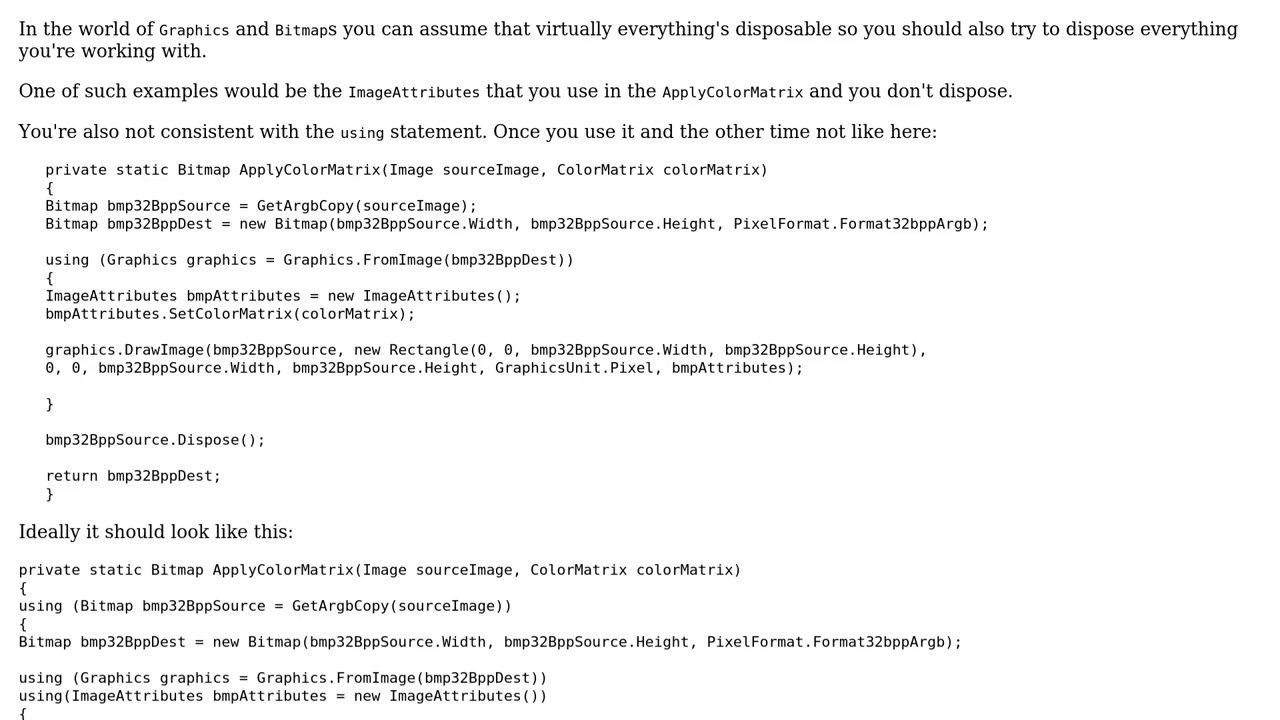 In the world of Graphics and Bitmaps you can assume that virtually everything's disposable so you should also try to dispose everything
you're working with.
One of such examples would be the ImageAttributes that you use in the ApplyColorMatrix and you don't dispose.
You're also not consistent with the using statement. Once you use it and the other time not like here:
private static Bitmap ApplyColorMatrix(Image sourceImage, ColorMatrix colorMatrix)
{
Bitmap bmp32BppSource = GetArgbCopy(sourceImage);
Bitmap bmp32BppDest = new Bitmap(bmp32BppSource.Width, bmp32BppSource.Height, PixelFormat.Format32bppArgb);
using (Graphics graphics = Graphics.FromImage(bmp32BppDest))
{
ImageAttributes bmpAttributes = new ImageAttributes();
bmpAttributes.SetColorMatrix(colorMatrix);
graphics.DrawImage(bmp32BppSource, new Rectangle(0, 0, bmp32BppSource.Width, bmp32BppSource.Height),
0, 0, bmp32BppSource.Width, bmp32BppSource.Height, GraphicsUnit.Pixel, bmpAttributes);
}
bmp32BppSource.Dispose();
return bmp32BppDest;
}
Ideally it should look like this:
private static Bitmap ApplyColorMatrix(Image sourceImage, ColorMatrix colorMatrix)
{
using (Bitmap bmp32BppSource = GetArgbCopy(sourceImage))
{
Bitmap bmp32BppDest = new Bitmap(bmp32BppSource.Width, bmp32BppSource.Height, PixelFormat.Format32bppArgb);
using (Graphics graphics = Graphics.FromImage(bmp32BppDest))
using(ImageAttributes bmpAttributes = new ImageAttributes())
{